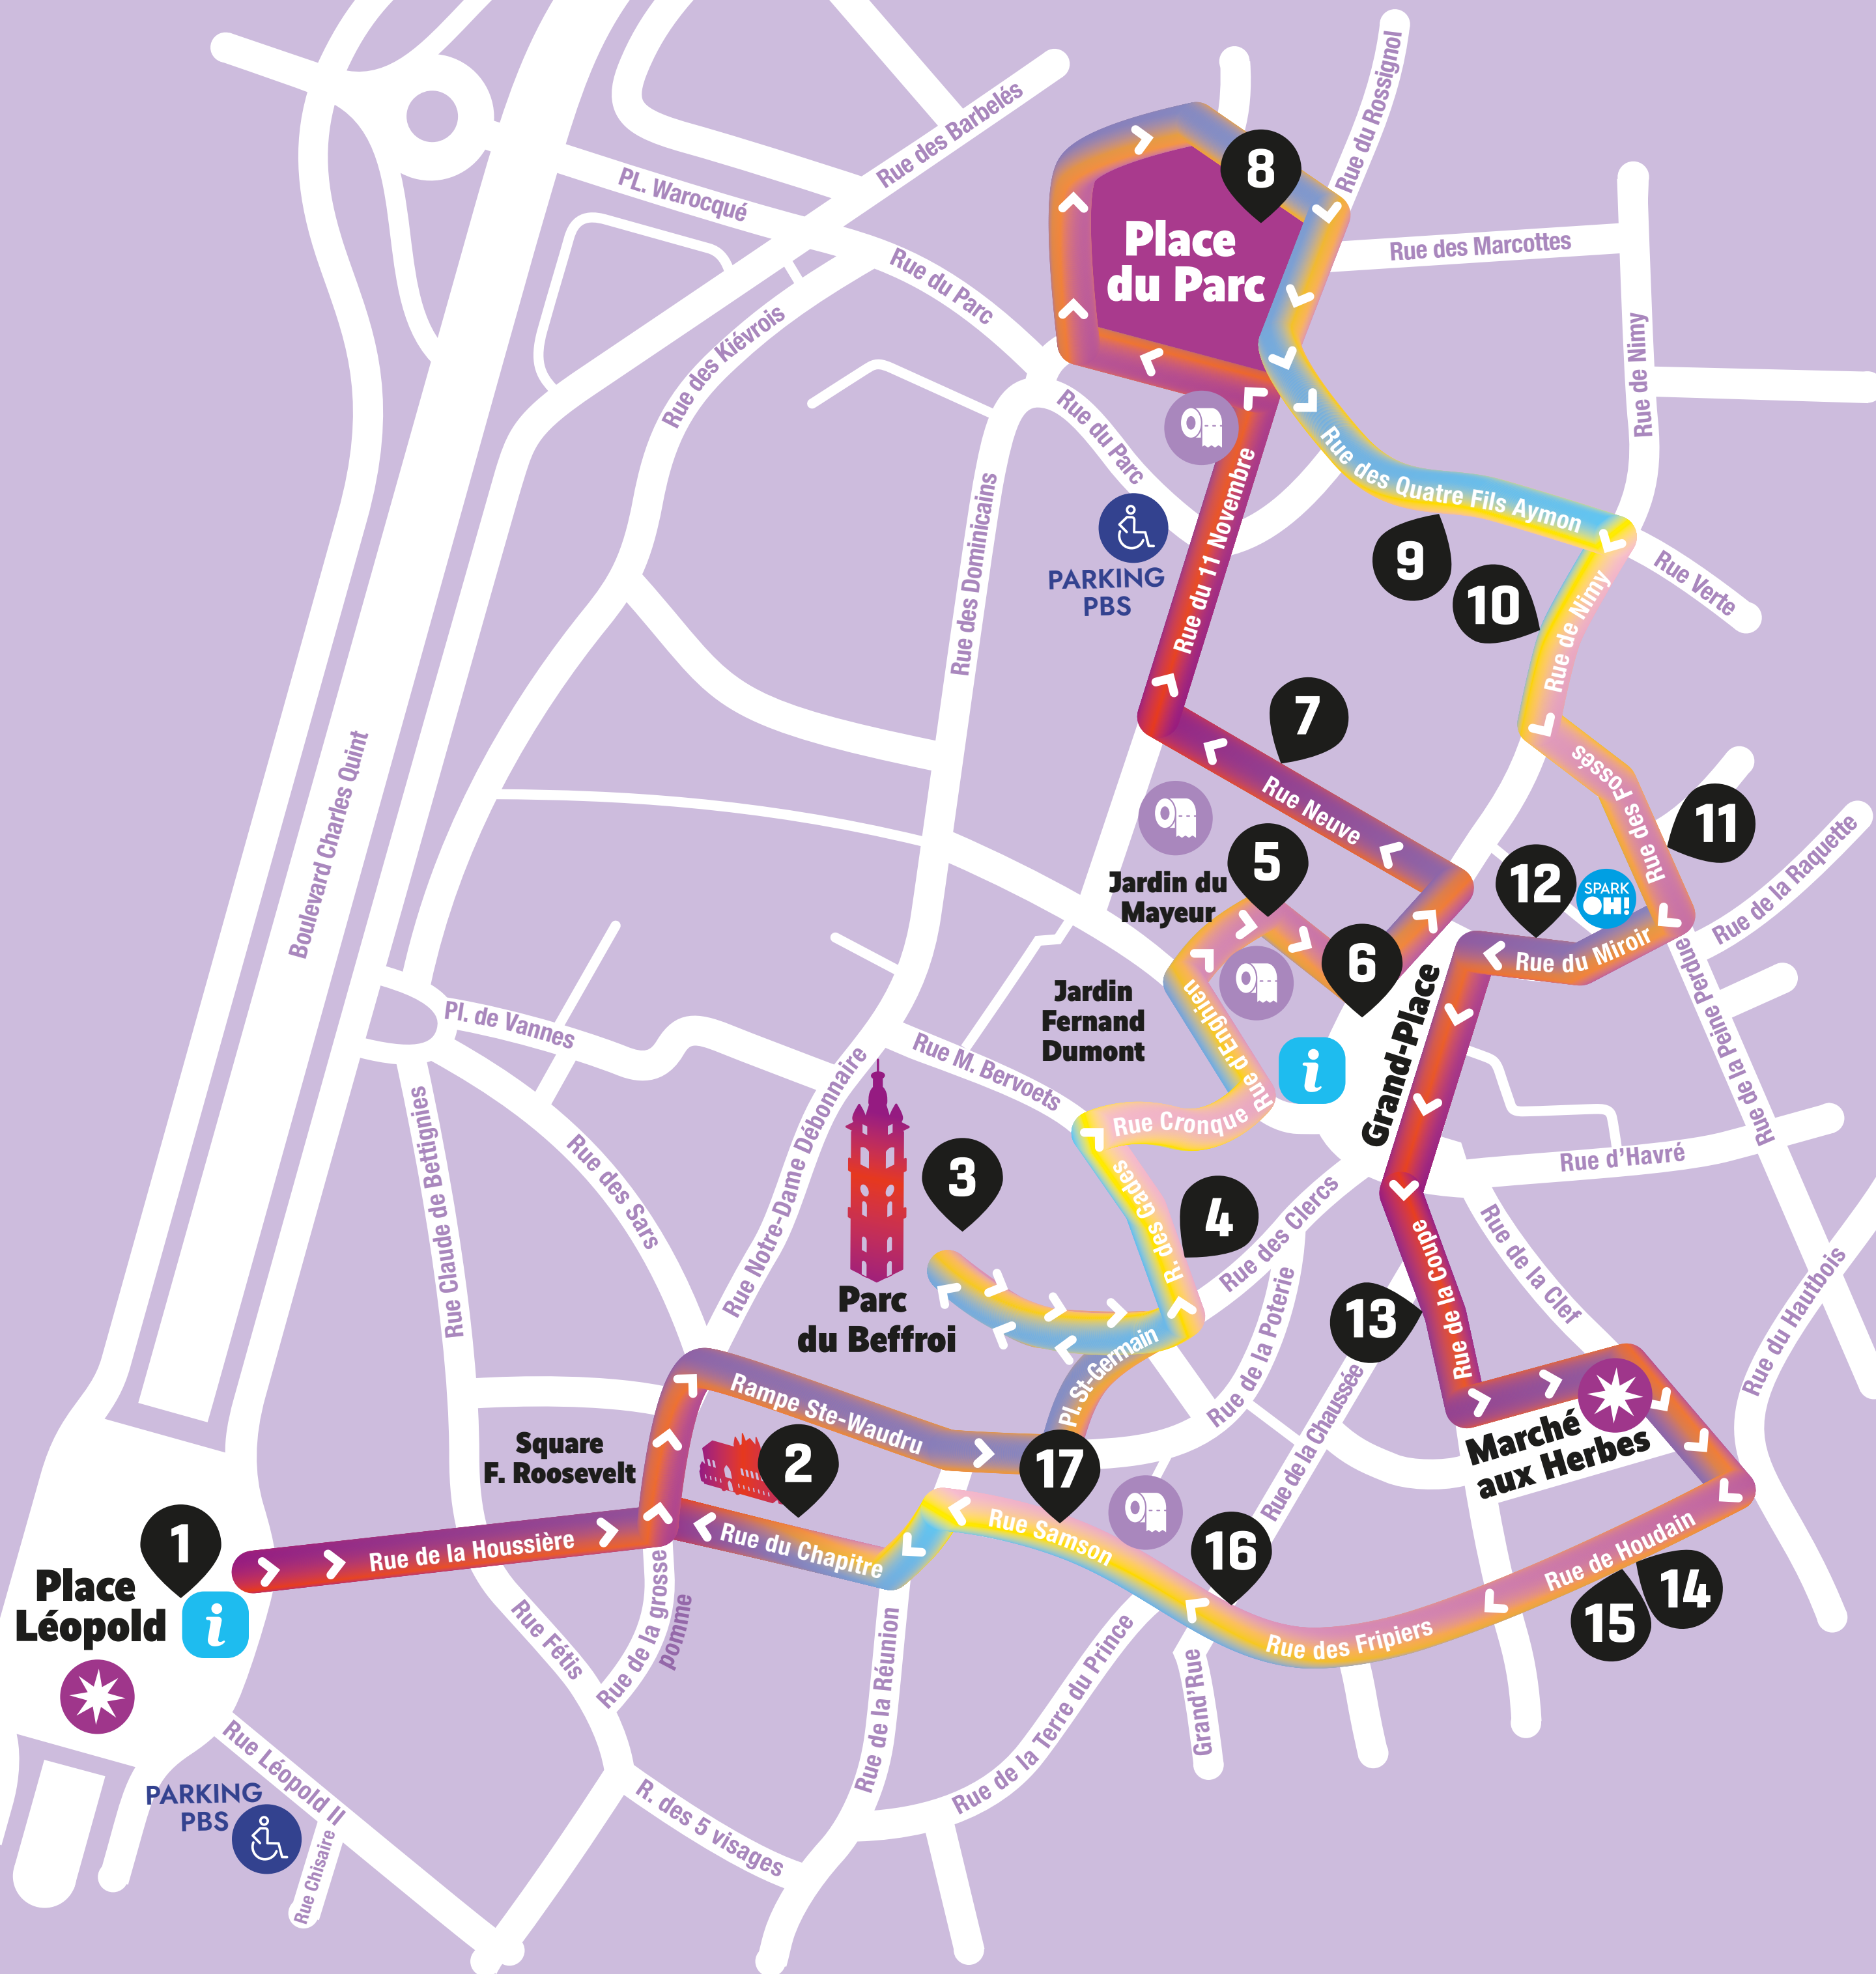 Rue du Rossignol
Rue des Barbelés
PL. Warocqué
8
Place
du Parc
Rue des Marcottes
Rue du Parc
Rue des Kiévrois
Rue de Nimy
Rue du Parc
Rue des Quatre Fils Aymon
Rue du 11 Novembre
Rue des Dominicains
PARKING
PBS
9
10
Rue Verte
Rue de Nimy
7
Rue Neuve
Rue des Fossés
11
Boulevard Charles Quint
5
Jardin du
Mayeur
12
SPARK
OH!
Rue de la Raquette
6
Rue du Miroir
Grand-Place
Rue de la Peine Perdue
Jardin
Fernand
Dumont
Rue d'Enghien
i
Pl. de Vannes
Rue M. Bervoets
Rue Cronque
Rue Claude de Bettignies
Rue des Sars
Rue Notre-Dame Débonnaire
3
R. des Gades
4
Rue d'Havré
Rue des Clercs
Rue de la Coupe
Rue de la Clef
Rue du Hautbois
Parc
du Beffroi
13
Pl. St-Germain
Rue de la Poterie
Rue de la Chaussée
Rampe Ste-Waudru
Square
F. Roosevelt
2
17
Marché
aux Herbes
1
Rue de la Houssière
Rue du Chapitre
Rue Samson
16
Rue de Houdain
14
15
Rue des Fripiers
Place
Léopold
i
Rue Fétis
Rue de la grosse
pomme
Rue de la Réunion
Rue de la Terre du Prince
Grand'Rue
Rue Léopold II
PARKING
PBS
Rue Chisaire
R. des 5 visages